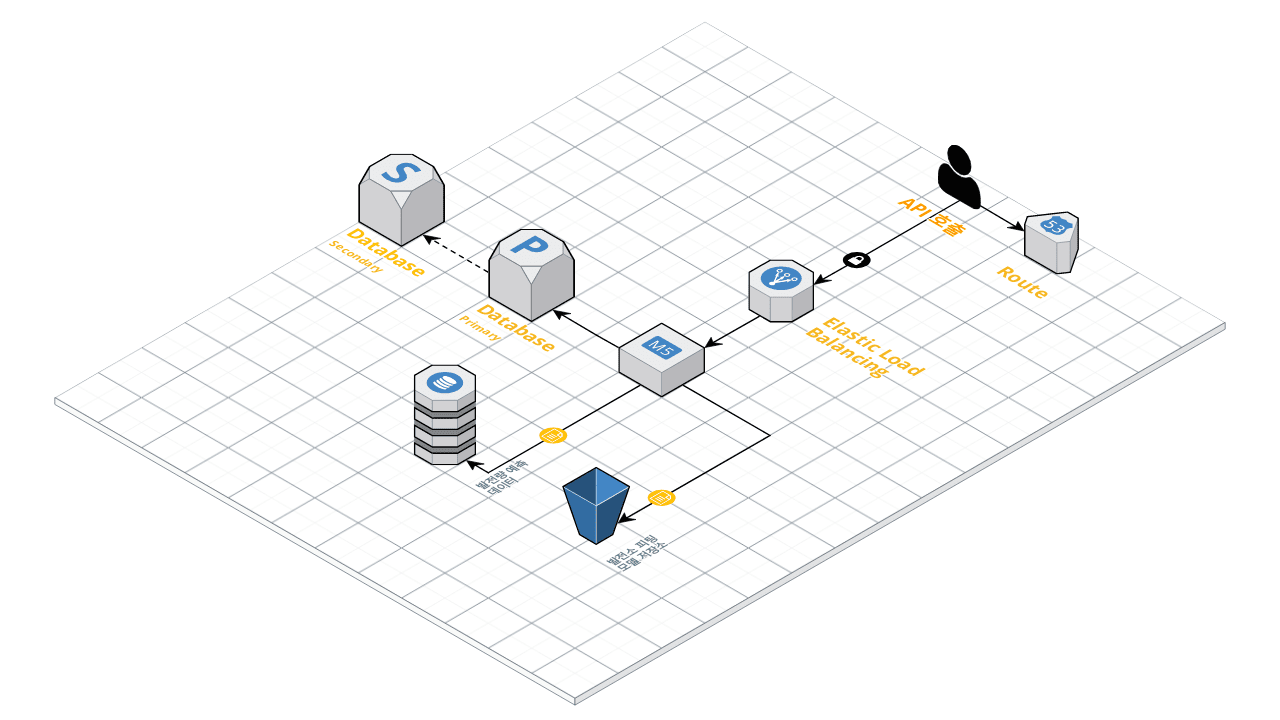 S
Database
Secondary
P
Database
Primary
API 호출
53
Route
Elastic Load
Balancing
M5
발전량 예측
데이터
발전소 피팅
모델 저장소